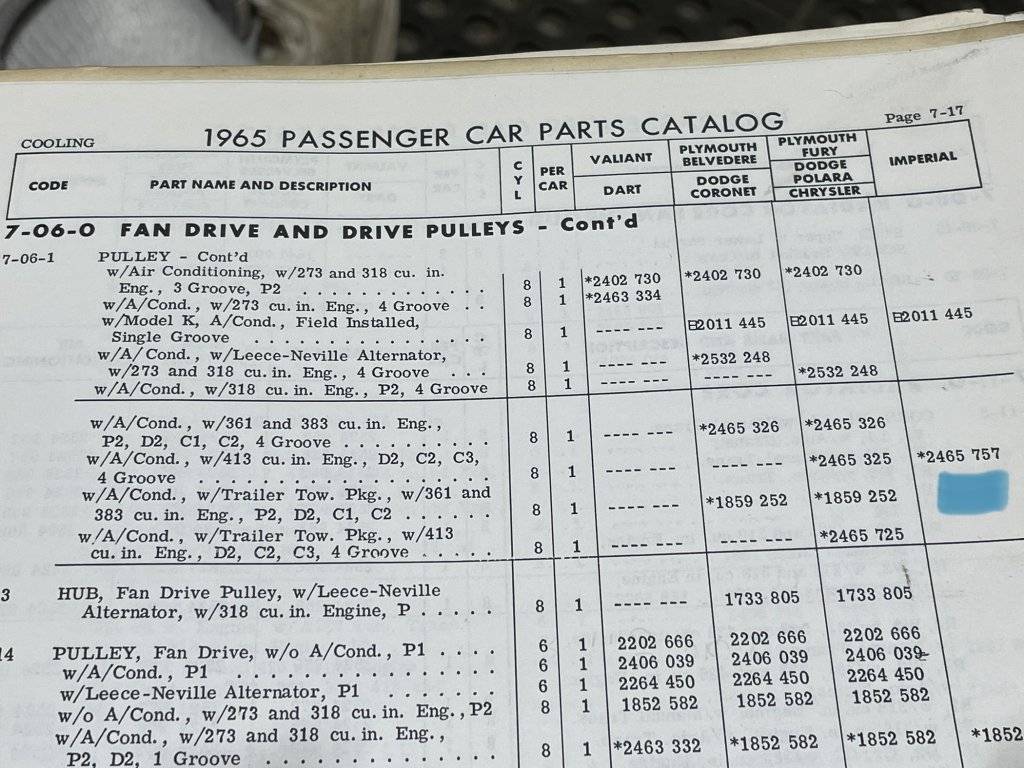 COOLING 1965 PASSENGER CAR PARTS CATALOG Page 7-17
CODE PART NAME AND DESCRIPTION CYL PER CAR VALIANT DART PLYMOUTH BELVEDERE DODGE CORONET PLYMOUTH FURY DODGE POLARA CHRYSLER IMPERIAL
7-06-0 FAN DRIVE AND DRIVE PULLEYS - Cont'd
7-06-1 PULLEY - Cont'd
w/Air Conditioning, w/273 and 318 cu. in.
Eng., 3 Groove, P2 . . . . . . . . . . . . . 8 1 *2402 730 *2402 730 *2402 730
w/A/Cond., w/273 cu. in. Eng., 4 Groove . . 8 1 *2463 334
w/Model K, A/Cond., Field Installed,
Single Groove . . . . . . . . . . . . . . . . 8 1 ---- --- ⊟2011 445 ⊟2011 445 ⊟2011 445
w/A/Cond., w/Leece-Neville Alternator,
w/273 and 318 cu. in. Eng., 4 Groove . . . 8 1 ---- --- *2532 248
w/A/Cond., w/318 cu. in. Eng., P2, 4 Groove 8 1 ---- --- ---- --- *2532 248
w/A/Cond., w/361 and 383 cu. in. Eng.,
P2, D2, C1, C2, 4 Groove . . . . . . . . . . 8 1 ---- --- *2465 326 *2465 326
w/A/Cond., w/413 cu. in. Eng., D2, C2, C3,
4 Groove . . . . . . . . . . . . . . . . . . . 8 1 ---- --- ---- --- *2465 325 *2465 757
w/A/Cond., w/Trailer Tow. Pkg., w/361 and
383 cu. in. Eng., P2, D2, C1, C2 . . . . . . 8 1 ---- --- *1859 252 *1859 252
w/A/Cond., w/Trailer Tow. Pkg., w/413
cu. in. Eng., D2, C2, C3, 4 Groove . . . . . 8 1 ---- --- ---- --- *2465 725
3 HUB, Fan Drive Pulley, w/Leece-Neville
Alternator, w/318 cu. in. Engine, P . . . . . 8 1 ---- --- 1733 805 1733 805
14 PULLEY, Fan Drive, w/o A/Cond., P1 . . . . 6 1 2202 666 2202 666 2202 666
w/A/Cond., P1 . . . . . . . . . . . . . . . . 6 1 2406 039 2406 039 2406 039
w/Leece-Neville Alternator, P1 . . . . . . . 6 1 2264 450 2264 450 2264 450
w/o A/Cond., w/273 and 318 cu. in. Eng., P2 8 1 1852 582 1852 582 1852 582
w/A/Cond., w/273 and 318 cu. in. Eng.,
P2, D2, 1 Groove . . . . . . . . . . . . . . 8 1 *2463 332 *1852 582 *1852 582 *1852